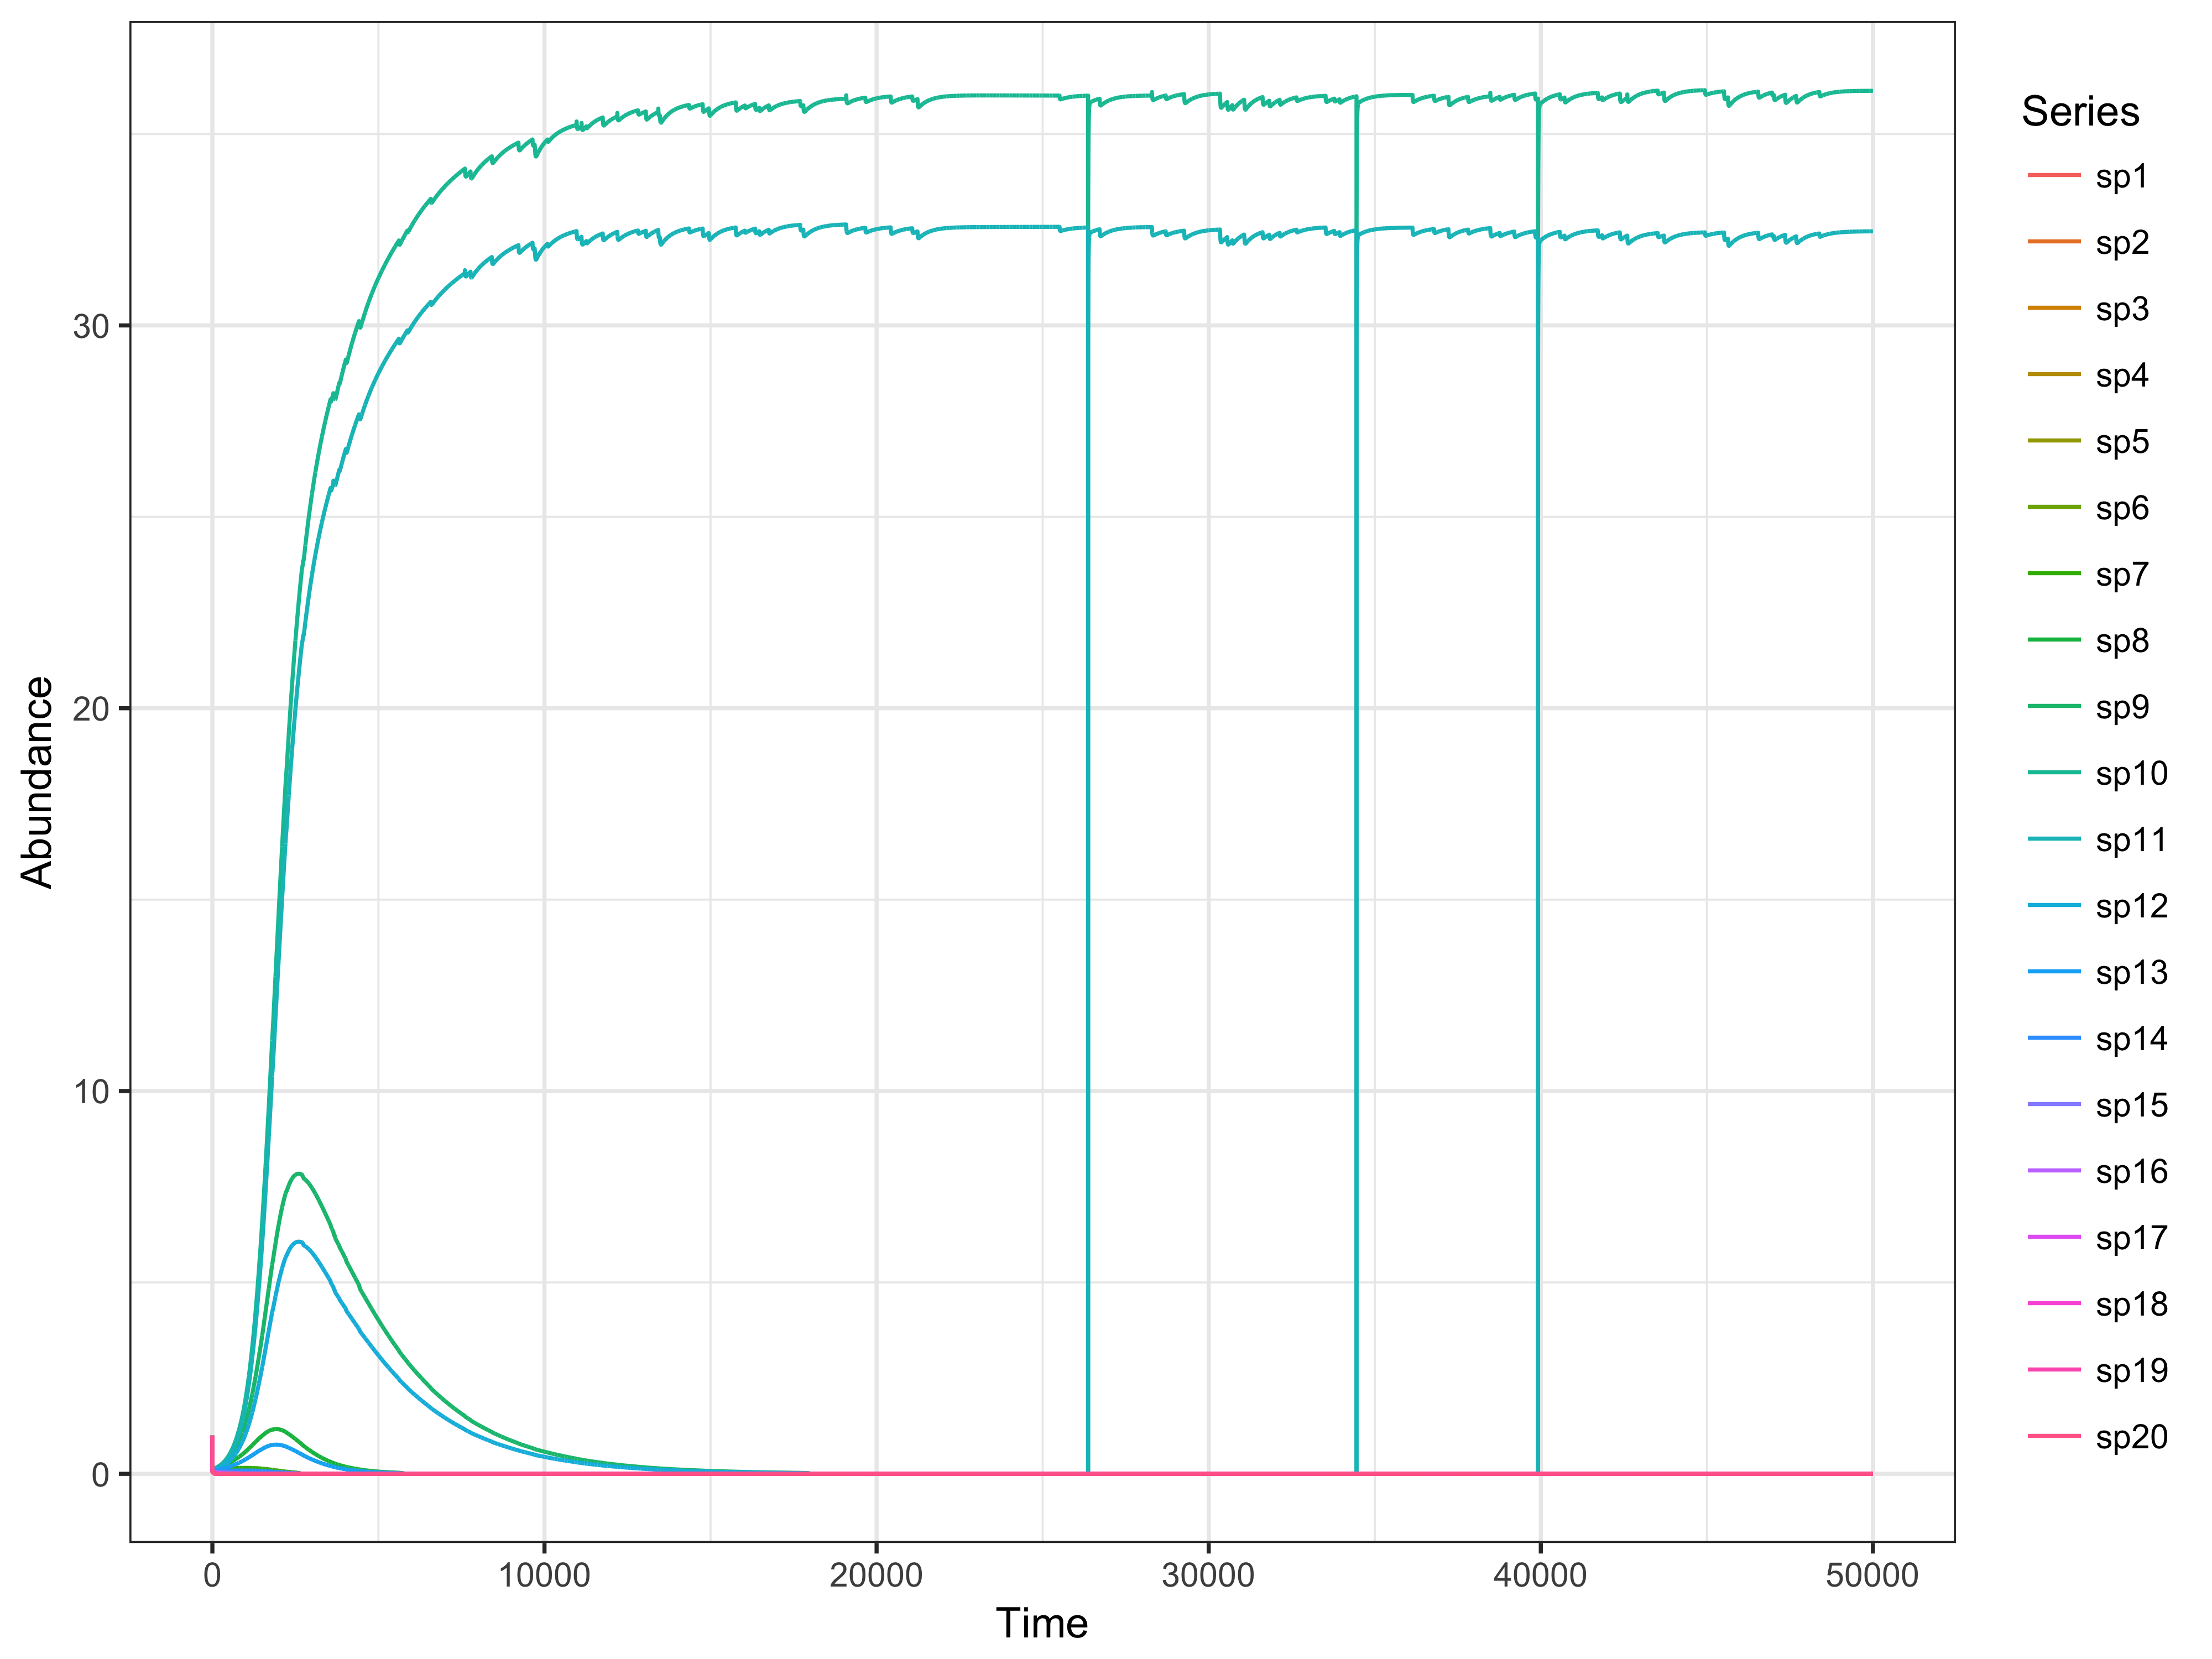 Abundance
30
20
10
0
0 10000 20000 30000 40000 50000
Time
Series
sp1
sp2
sp3
sp4
sp5
sp6
sp7
sp8
sp9
sp10
sp11
sp12
sp13
sp14
sp15
sp16
sp17
sp18
sp19
sp20